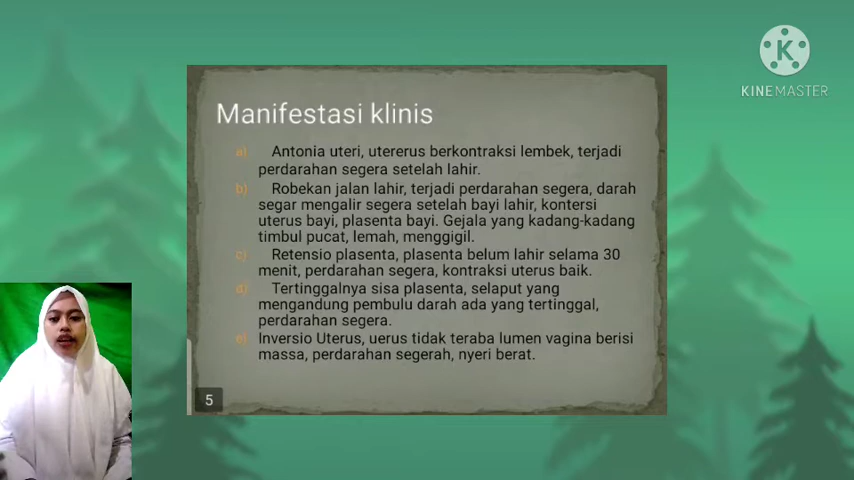 KINEMASTER
Manifestasi klinis
a) Antonia uteri, utererus berkontraksi lembek, terjadi
perdarahan segera setelah lahir.
b) Robekan jalan lahir, terjadi perdarahan segera, darah
segar mengalir segera setelah bayi lahir, kontersi
uterus bayi, plasenta bayi. Gejala yang kadang-kadang
timbul pucat, lemah, menggigil.
c) Retensio plasenta, plasenta belum lahir selama 30
menit, perdarahan segera, kontraksi uterus baik.
d) Tertinggalnya sisa plasenta, selaput yang
mengandung pembulu darah ada yang tertinggal,
perdarahan segera.
e) Inversio Uterus, uerus tidak teraba lumen vagina berisi
massa, perdarahan segerah, nyeri berat.
5